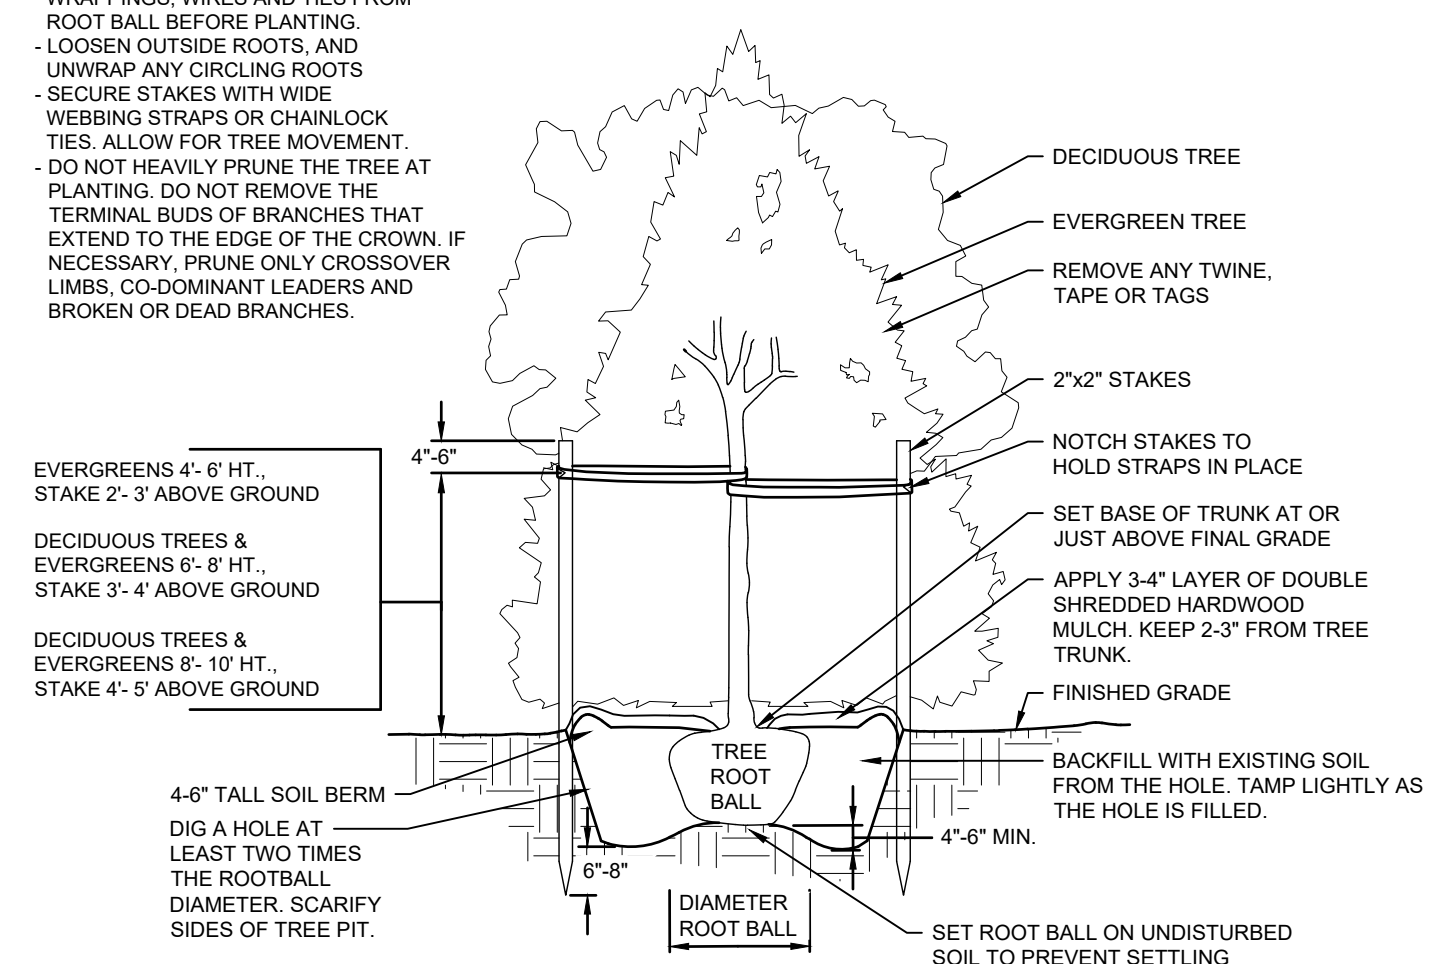 WRAPPINGS, WIRES AND TIES FROM
ROOT BALL BEFORE PLANTING.
- LOOSEN OUTSIDE ROOTS, AND
UNWRAP ANY CIRCLING ROOTS
- SECURE STAKES WITH WIDE
WEBBING STRAPS OR CHAINLOCK
TIES. ALLOW FOR TREE MOVEMENT.
- DO NOT HEAVILY PRUNE THE TREE AT
PLANTING. DO NOT REMOVE THE
TERMINAL BUDS OF BRANCHES THAT
EXTEND TO THE EDGE OF THE CROWN. IF
NECESSARY, PRUNE ONLY CROSSOVER
LIMBS, CO-DOMINANT LEADERS AND
BROKEN OR DEAD BRANCHES.
DECIDUOUS TREE
EVERGREEN TREE
REMOVE ANY TWINE,
TAPE OR TAGS
2"x2" STAKES
NOTCH STAKES TO
HOLD STRAPS IN PLACE
SET BASE OF TRUNK AT OR
JUST ABOVE FINAL GRADE
APPLY 3-4" LAYER OF DOUBLE
SHREDDED HARDWOOD
MULCH. KEEP 2-3" FROM TREE
TRUNK.
FINISHED GRADE
BACKFILL WITH EXISTING SOIL
FROM THE HOLE. TAMP LIGHTLY AS
THE HOLE IS FILLED.
4"-6" MIN.
SET ROOT BALL ON UNDISTURBED
SOIL TO PREVENT SETTLING
4"-6"
EVERGREENS 4'- 6' HT.,
STAKE 2'- 3' ABOVE GROUND
DECIDUOUS TREES &
EVERGREENS 6'- 8' HT.,
STAKE 3'- 4' ABOVE GROUND
DECIDUOUS TREES &
EVERGREENS 8'- 10' HT.,
STAKE 4'- 5' ABOVE GROUND
TREE
ROOT
BALL
4-6" TALL SOIL BERM
DIG A HOLE AT
LEAST TWO TIMES
THE ROOTBALL
DIAMETER. SCARIFY
SIDES OF TREE PIT.
6"-8"
DIAMETER
ROOT BALL